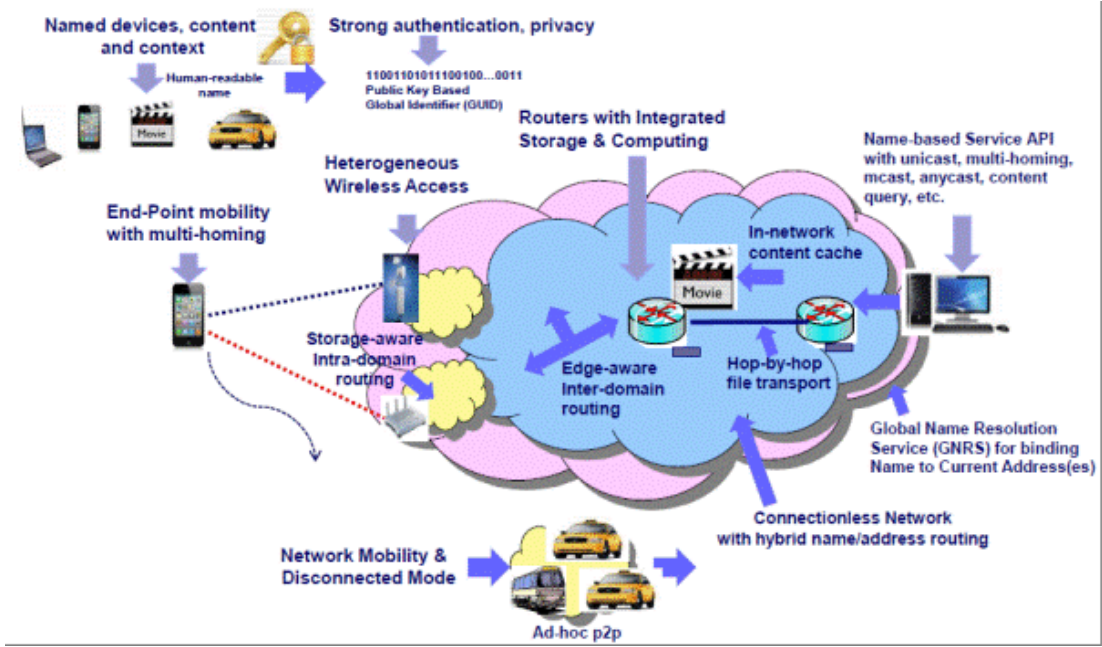 Named devices, content
and context
Strong authentication, privacy
Human-readable
name
11001101011100100...0011
Public Key Based
Global Identifier (GUID)
Movie
Routers with Integrated
Storage & Computing
Name-based Service API
with unicast, multi-homing,
mcast, anycast, content
query, etc.
Heterogeneous
Wireless Access
End-Point mobility
with multi-homing
In-network
content cache
Movie
Storage-aware
Intra-domain
routing
Edge-aware
Inter-domain
routing
Hop-by-hop
file transport
Global Name Resolution
Service (GNRS) for binding
Name to Current Address(es)
Connectionless Network
with hybrid name/address routing
Network Mobility &
Disconnected Mode
Ad-hoc p2p